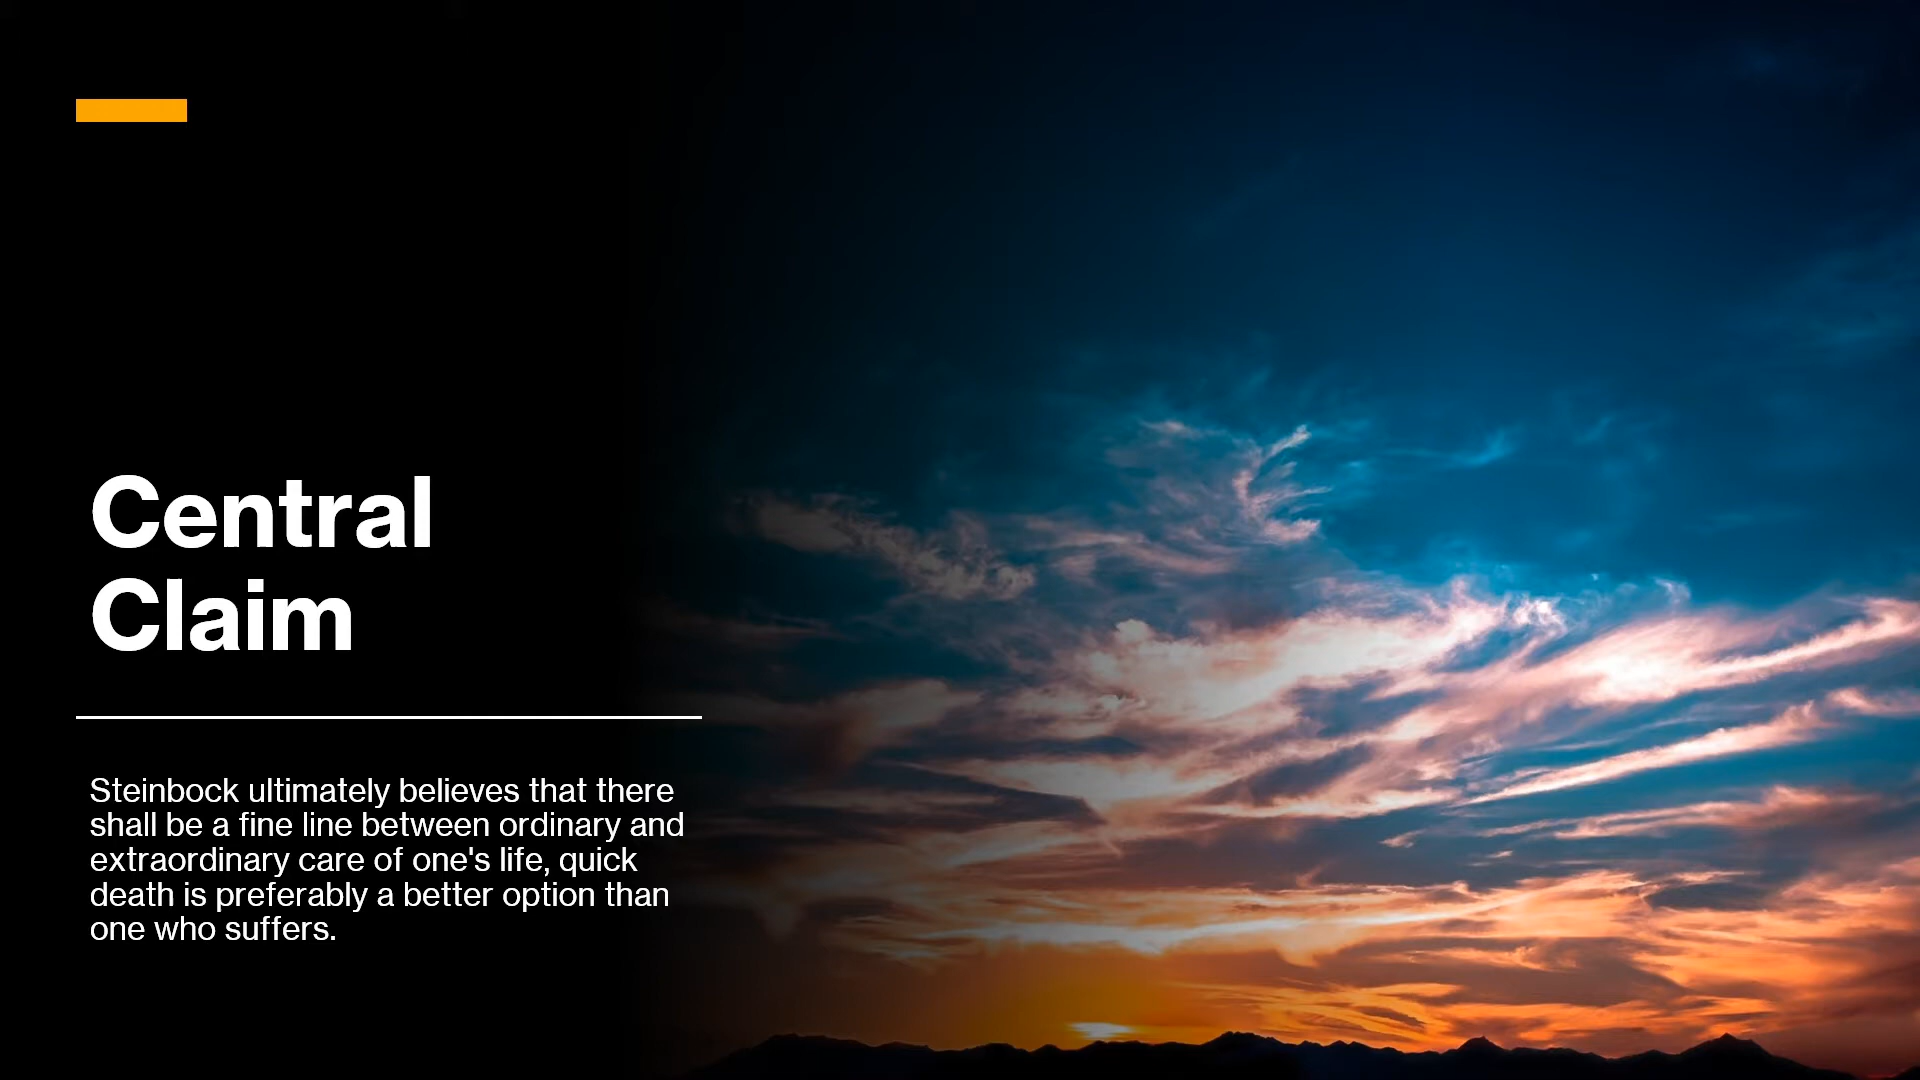 Central
Claim
Steinbock ultimately believes that there
shall be a fine line between ordinary and
extraordinary care of one's life, quick
death is preferably a better option than
one who suffers.